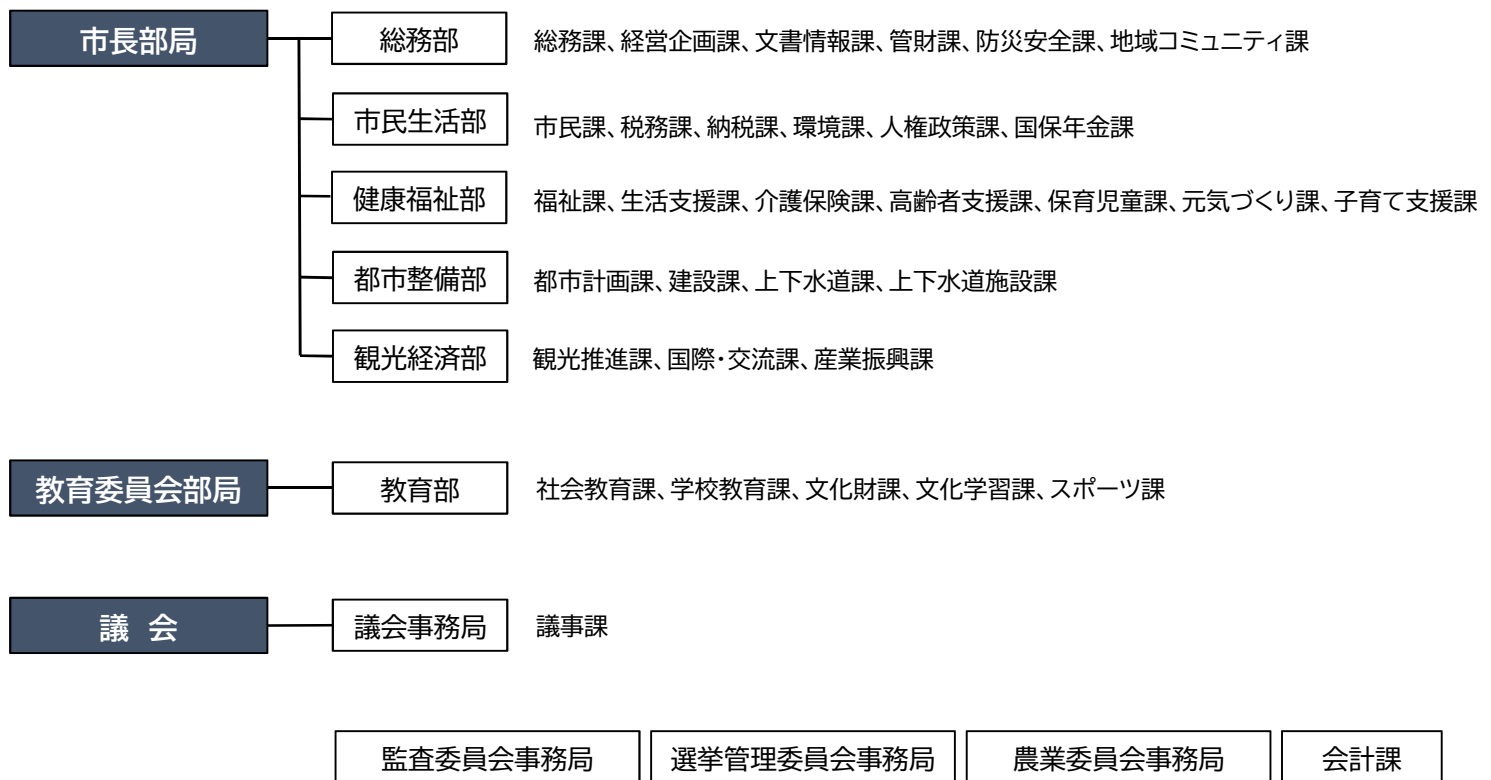 市長部局 総務部 総務課、経営企画課、文書情報課、管財課、防災安全課、地域コミュニティ課
市民生活部 市民課、税務課、納税課、環境課、人権政策課、国保年金課
健康福祉部 福祉課、生活支援課、介護保険課、高齢者支援課、保育児童課、元気づくり課、子育て支援課
都市整備部 都市計画課、建設課、上下水道課、上下水道施設課
観光経済部 観光推進課、国際・交流課、産業振興課
教育委員会部局 教育部 社会教育課、学校教育課、文化財課、文化学習課、スポーツ課
議 会 議会事務局 議事課
監査委員会事務局 選挙管理委員会事務局 農業委員会事務局 会計課